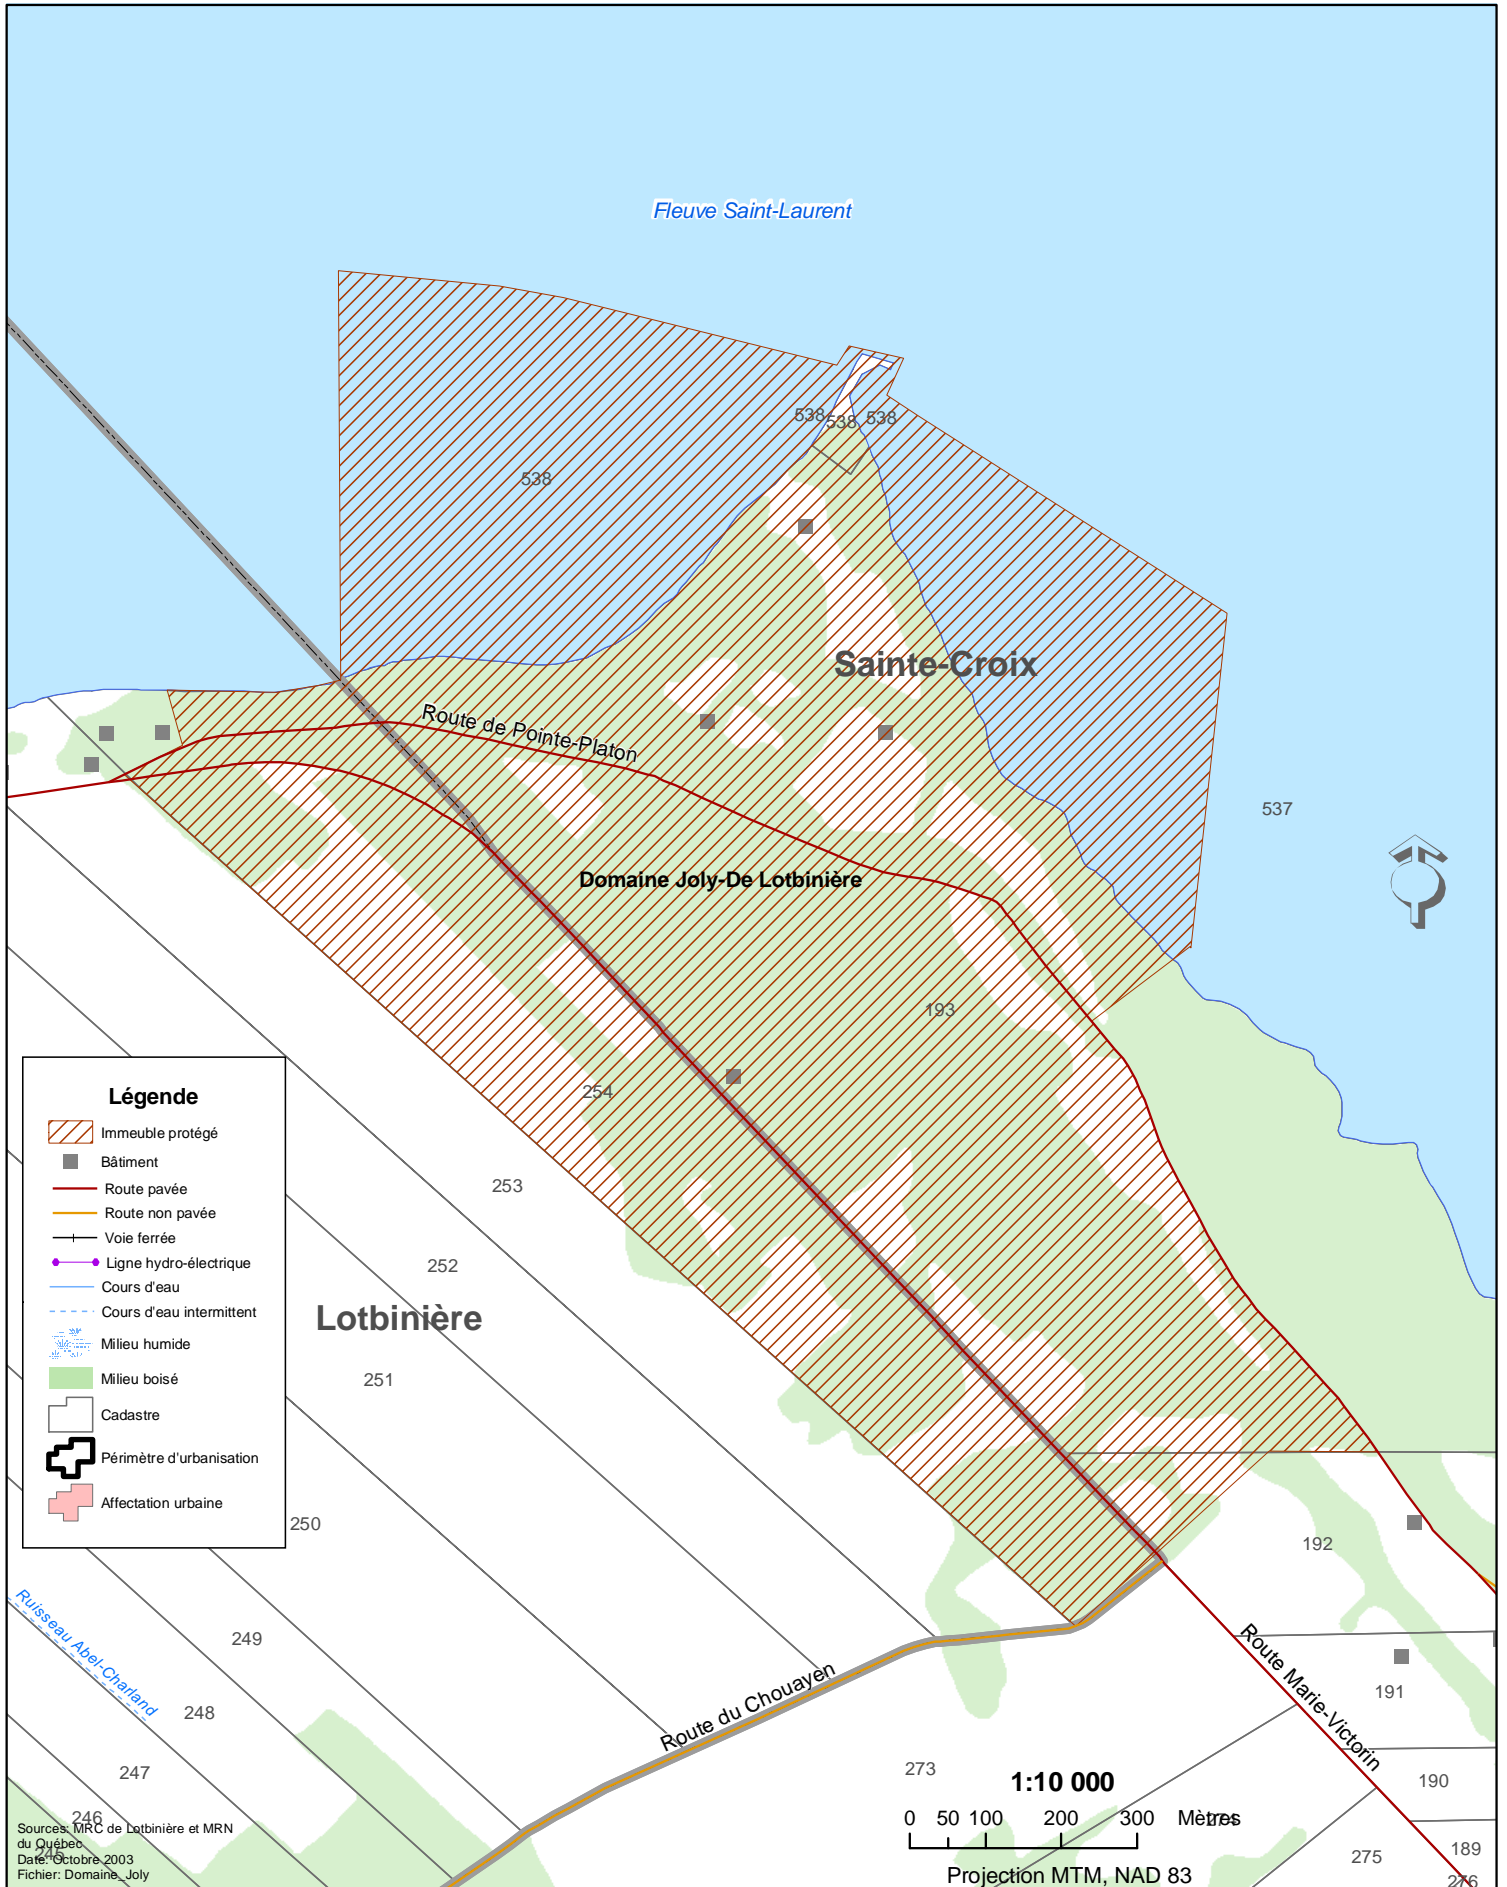 Fleuve Saint-Laurent
538
538
538
538
Sainte-Croix
Route de Pointe-Platon
537
Domaine Joly-De Lotbinière
193
254
253
252
Lotbinière
251
250
249
248
247
246
245
Ruisseau Abel-Charland
Route du Chouayen
Route Marie-Victorin
192
191
190
189
273
274
275
276
Légende
Immeuble protégé
Bâtiment
Route pavée
Route non pavée
Voie ferrée
Ligne hydro-électrique
Cours d'eau
Cours d'eau intermittent
Milieu humide
Milieu boisé
Cadastre
Périmètre d'urbanisation
Affectation urbaine
1:10 000
0 50 100 200 300 Mètres
Projection MTM, NAD 83
Sources: MRC de Lotbinière et MRN
du Québec
Date: Octobre 2003
Fichier: Domaine_Joly